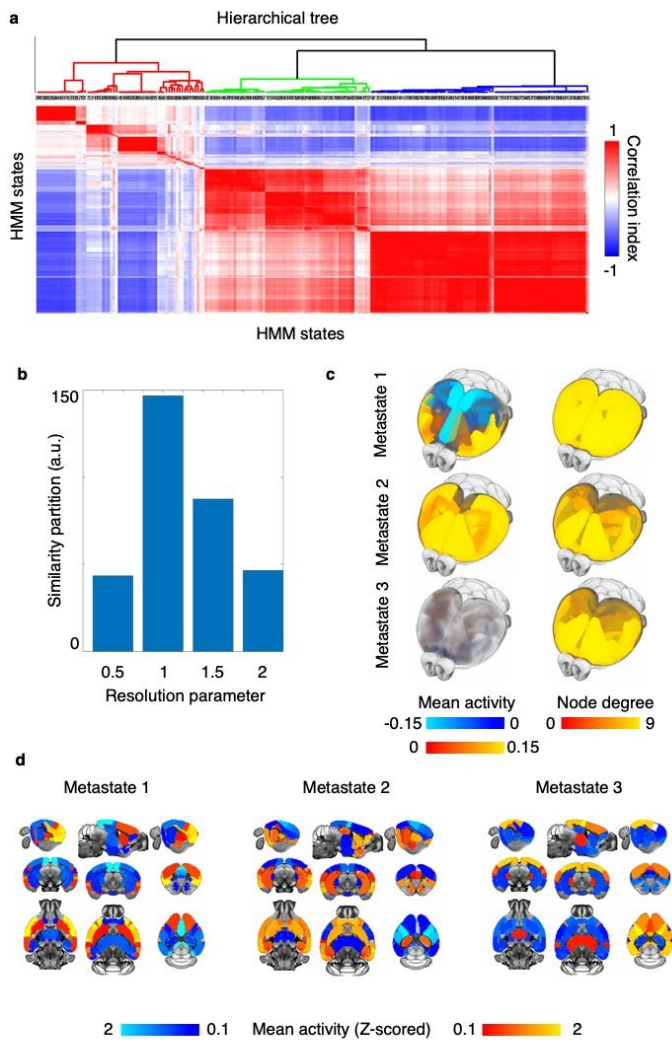 a
Hierarchical tree
HMM states
1
Correlation index
-1
HMM states
b
150
Similarity partition (a.u.)
0
0.5 1 1.5 2
Resolution parameter
c
Metastate 1
Metastate 2
Metastate 3
Mean activity Node degree
-0.15 0 0 9
0 0.15
d
Metastate 1 Metastate 2 Metastate 3
2 0.1 Mean activity (Z-scored) 0.1 2